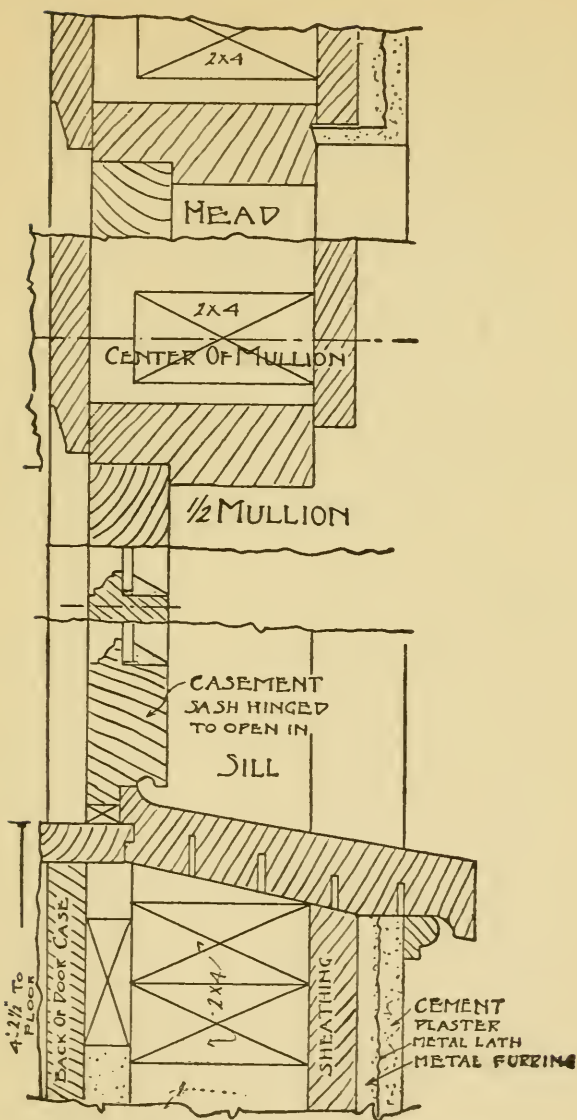 2X4
HEAD
2X4
CENTER OF MULLION
1/2 MULLION
CASEMENT
SASH HINGED
TO OPEN IN
SILL
4'-2½" TO
FLOOR
BACK OF DOOR CASE
2X4
SHEATHING
CEMENT
PLASTER
METAL LATH
METAL FURRING